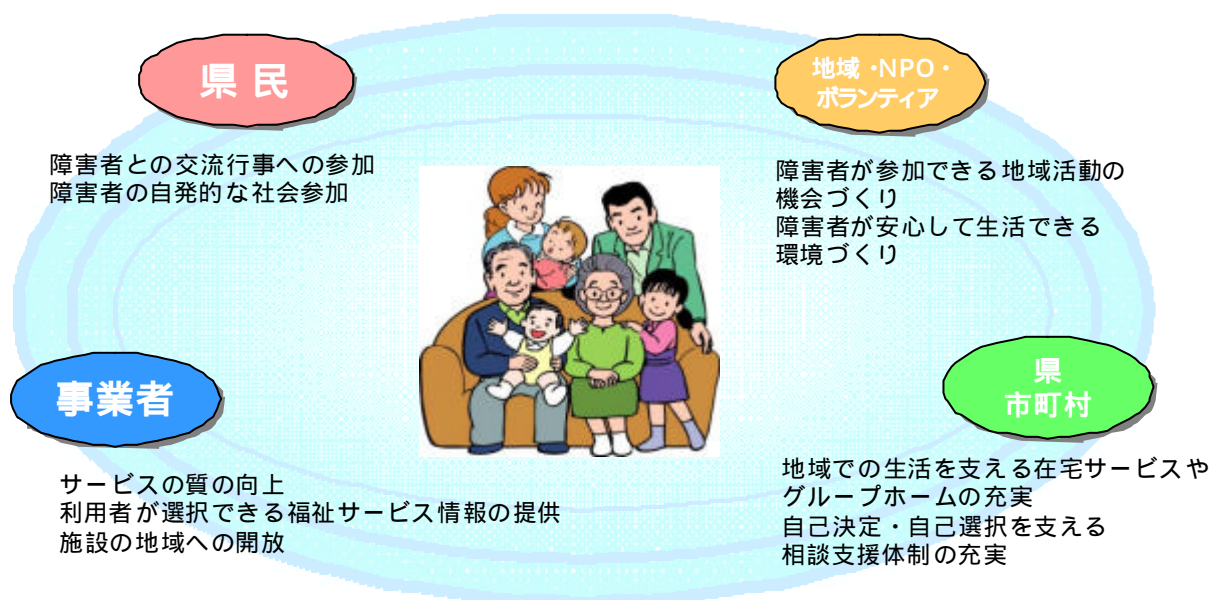 県 民
障害者との交流行事への参加
障害者の自発的な社会参加
地域・NPO・
ボランティア
障害者が参加できる地域活動の
機会づくり
障害者が安心して生活できる
環境づくり
事業者
サービスの質の向上
利用者が選択できる福祉サービス情報の提供
施設の地域への開放
県
市町村
地域での生活を支える在宅サービスや
グループホームの充実
自己決定・自己選択を支える
相談支援体制の充実